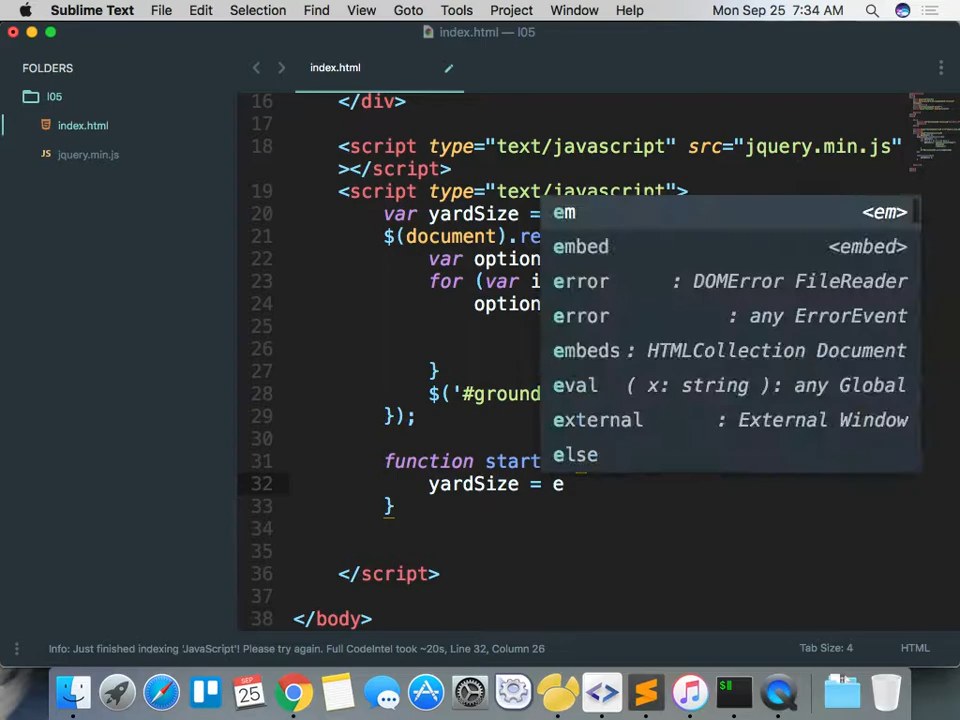 Sublime Text File Edit Selection Find View Goto Tools Project Window Help Mon Sep 25 7:34 AM
index.html — l05
FOLDERS
l05
index.html
JS jquery.min.js
index.html
16 </div>
17
18 <script type="text/javascript" src="jquery.min.js"
></script>
19 <script type="text/javascript">
20 var yardSize =
21 $(document).re
22 var option
23 for (var i
24 option
25
26
27 }
28 $('#ground
29 });
30
31 function start
32 yardSize = e
33 }
34
35
36 </script>
37
38 </body>
em <em>
embed <embed>
error : DOMError FileReader
error : any ErrorEvent
embeds : HTMLCollection Document
eval ( x: string ): any Global
external : External Window
else
Info: Just finished indexing 'JavaScript'! Please try again. Full CodeIntel took ~20s, Line 32, Column 26
Tab Size: 4
HTML
SEP
25
$